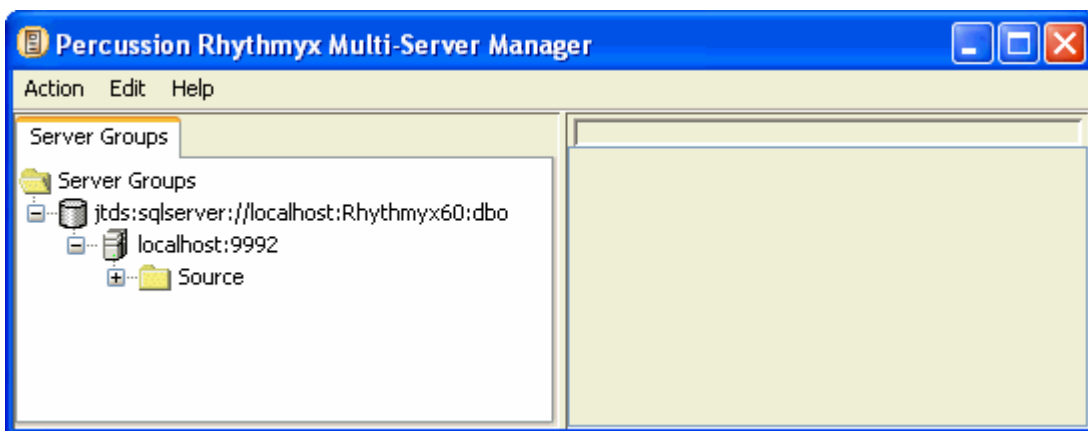 Percussion Rhythmyx Multi-Server Manager
Action Edit Help
Server Groups
Server Groups
jtds:sqlserver://localhost:Rhythmyx60:dbo
localhost:9992
Source